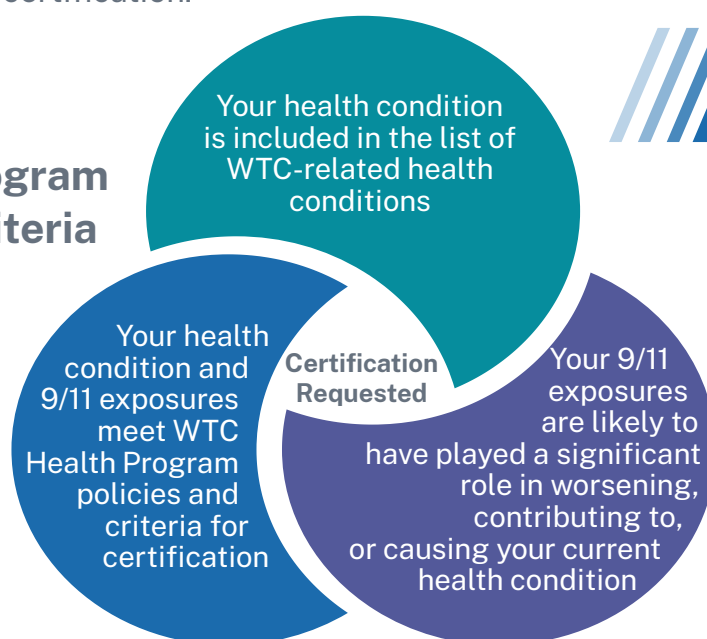 certification.
Your health condition
is included in the list of
WTC-related health
conditions
ogram
iteria
Your health
condition and
9/11 exposures
meet WTC
Health Program
policies and
criteria for
certification
Certification
Requested
Your 9/11
exposures
are likely to
have played a significant
role in worsening,
contributing to,
or causing your current
health condition